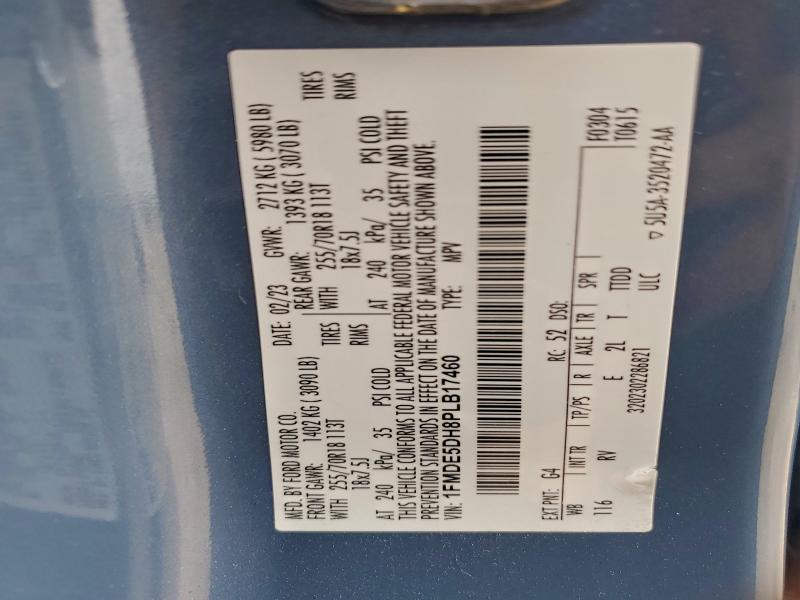 MFD. BY FORD MOTOR CO. DATE: 02/23 GVWR: 2712 KG ( 5980 LB)
FRONT GAWR: 1402 KG ( 3090 LB) REAR GAWR: 1393 KG ( 3070 LB)
WITH 255/70R18 113T TIRES WITH 255/70R18 113T TIRES
18x7.5J RIMS 18x7.5J RIMS
AT 240 kPa/ 35 PSI COLD AT 240 kPa/ 35 PSI COLD
THIS VEHICLE CONFORMS TO ALL APPLICABLE FEDERAL MOTOR VEHICLE SAFETY AND THEFT
PREVENTION STANDARDS IN EFFECT ON THE DATE OF MANUFACTURE SHOWN ABOVE.
VIN: 1FMDE5DH8PLB17460 TYPE: MPV
EXT PNT: G4 RC: 52 DSO: F0304
WB INT TR TP/PS R AXLE TR SPR T0615
116 RV E 2L T TTDD
3202302286821 ULC
▽ 5U5A-3520472-AA